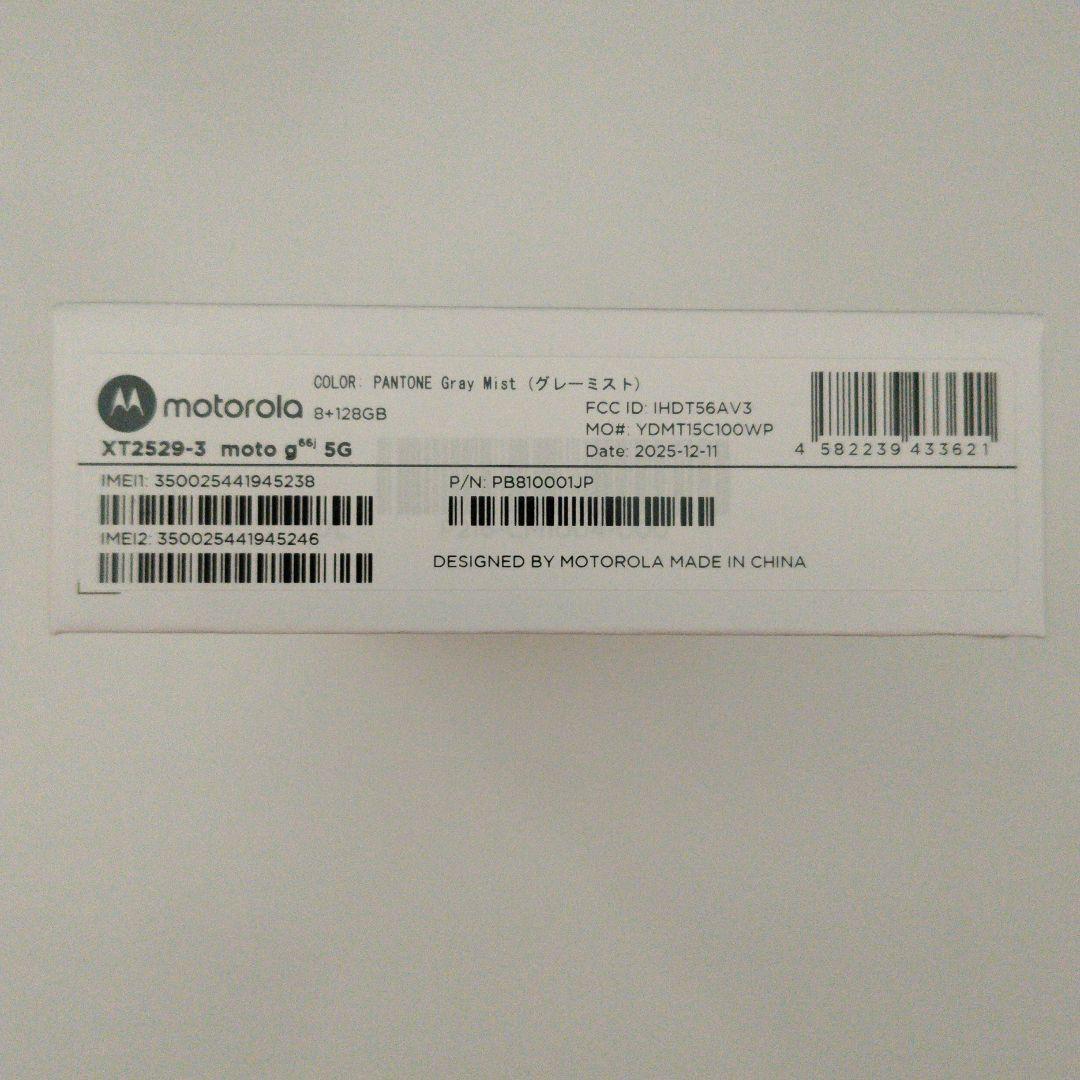 motorola
COLOR: PANTONE Gray Mist (グレーミスト)
8+128GB
XT2529-3 moto g66j 5G
FCC ID: IHDT56AV3
MO#: YDMT15C100WP
Date: 2025-12-11
4 582239 433621
IMEI1: 350025441945238
IMEI2: 350025441945246
P/N: PB810001JP
DESIGNED BY MOTOROLA MADE IN CHINA